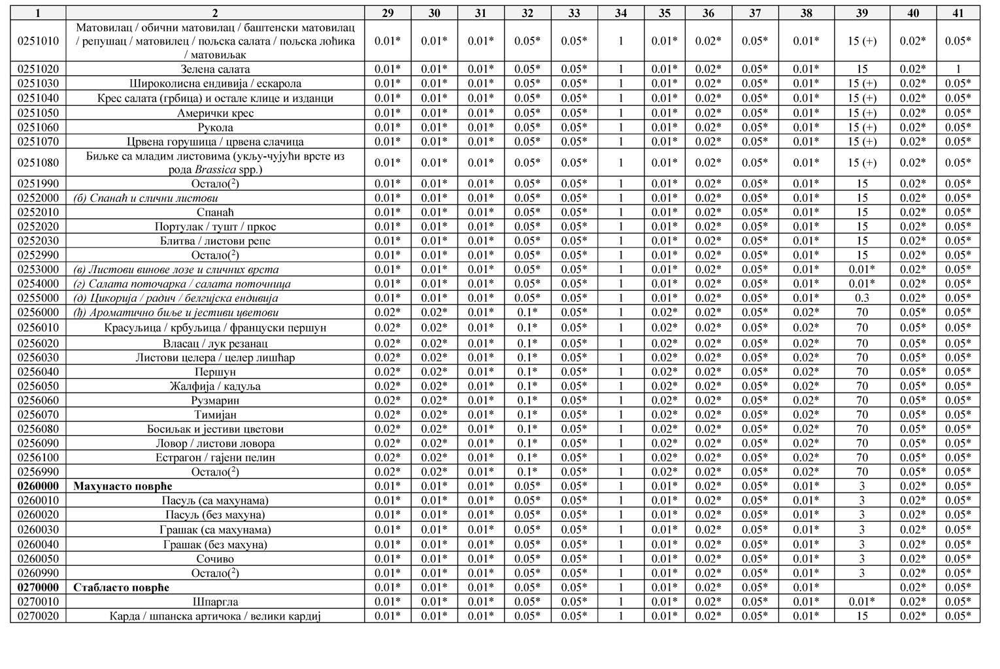 1 2 29 30 31 32 33 34 35 36 37 38 39 40 41
Матовилац / обични матовилац / баштенски матовилац
0251010 / репушац / матовилец / пољска салата / пољска лоћика 0.01* 0.01* 0.01* 0.05* 0.05* 1 0.01* 0.02* 0.05* 0.01* 15 (+) 0.02* 0.05*
/ матовиљак
0251020 Зелена салата 0.01* 0.01* 0.01* 0.05* 0.05* 1 0.01* 0.02* 0.05* 0.01* 15 0.02* 1
0251030 Широколисна ендивија / ескарола 0.01* 0.01* 0.01* 0.05* 0.05* 1 0.01* 0.02* 0.05* 0.01* 15 (+) 0.02* 0.05*
0251040 Крес салата (грбица) и остале клице и изданци 0.01* 0.01* 0.01* 0.05* 0.05* 1 0.01* 0.02* 0.05* 0.01* 15 (+) 0.02* 0.05*
0251050 Амерички крес 0.01* 0.01* 0.01* 0.05* 0.05* 1 0.01* 0.02* 0.05* 0.01* 15 (+) 0.02* 0.05*
0251060 Рукола 0.01* 0.01* 0.01* 0.05* 0.05* 1 0.01* 0.02* 0.05* 0.01* 15 (+) 0.02* 0.05*
0251070 Црвена горушица / црвена слачица 0.01* 0.01* 0.01* 0.05* 0.05* 1 0.01* 0.02* 0.05* 0.01* 15 (+) 0.02* 0.05*
Биљке са младим листовима (укљу-чујући врсте из
0251080 рода Brassica spp.) 0.01* 0.01* 0.01* 0.05* 0.05* 1 0.01* 0.02* 0.05* 0.01* 15 (+) 0.02* 0.05*
0251990 Остало(²) 0.01* 0.01* 0.01* 0.05* 0.05* 1 0.01* 0.02* 0.05* 0.01* 15 0.02* 0.05*
0252000 (б) Спанаћ и слични листови 0.01* 0.01* 0.01* 0.05* 0.05* 1 0.01* 0.02* 0.05* 0.01* 15 0.02* 0.05*
0252010 Спанаћ 0.01* 0.01* 0.01* 0.05* 0.05* 1 0.01* 0.02* 0.05* 0.01* 15 0.02* 0.05*
0252020 Портулак / тушт / пркос 0.01* 0.01* 0.01* 0.05* 0.05* 1 0.01* 0.02* 0.05* 0.01* 15 0.02* 0.05*
0252030 Блитва / листови репе 0.01* 0.01* 0.01* 0.05* 0.05* 1 0.01* 0.02* 0.05* 0.01* 15 0.02* 0.05*
0252990 Остало(²) 0.01* 0.01* 0.01* 0.05* 0.05* 1 0.01* 0.02* 0.05* 0.01* 15 0.02* 0.05*
0253000 (в) Листови винове лозе и сличних врста 0.01* 0.01* 0.01* 0.05* 0.05* 1 0.01* 0.02* 0.05* 0.01* 0.01* 0.02* 0.05*
0254000 (г) Салата поточарка / салата поточница 0.01* 0.01* 0.01* 0.05* 0.05* 1 0.01* 0.02* 0.05* 0.01* 0.01* 0.02* 0.05*
0255000 (д) Цикорија / радич / белгијска ендивија 0.01* 0.01* 0.01* 0.05* 0.05* 1 0.01* 0.02* 0.05* 0.01* 0.3 0.02* 0.05*
0256000 (ђ) Ароматично биље и јестиви цветови 0.02* 0.02* 0.01* 0.1* 0.05* 1 0.02* 0.02* 0.05* 0.02* 70 0.05* 0.05*
0256010 Красуљица / крбуљица / француски першун 0.02* 0.02* 0.01* 0.1* 0.05* 1 0.02* 0.02* 0.05* 0.02* 70 0.05* 0.05*
0256020 Власац / лук резанац 0.02* 0.02* 0.01* 0.1* 0.05* 1 0.02* 0.02* 0.05* 0.02* 70 0.05* 0.05*
0256030 Листови целера / целер лишћар 0.02* 0.02* 0.01* 0.1* 0.05* 1 0.02* 0.02* 0.05* 0.02* 70 0.05* 0.05*
0256040 Першун 0.02* 0.02* 0.01* 0.1* 0.05* 1 0.02* 0.02* 0.05* 0.02* 70 0.05* 0.05*
0256050 Жалфија / кадуља 0.02* 0.02* 0.01* 0.1* 0.05* 1 0.02* 0.02* 0.05* 0.02* 70 0.05* 0.05*
0256060 Рузмарин 0.02* 0.02* 0.01* 0.1* 0.05* 1 0.02* 0.02* 0.05* 0.02* 70 0.05* 0.05*
0256070 Тимијан 0.02* 0.02* 0.01* 0.1* 0.05* 1 0.02* 0.02* 0.05* 0.02* 70 0.05* 0.05*
0256080 Босиљак и јестиви цветови 0.02* 0.02* 0.01* 0.1* 0.05* 1 0.02* 0.02* 0.05* 0.02* 70 0.05* 0.05*
0256090 Ловор / листови ловора 0.02* 0.02* 0.01* 0.1* 0.05* 1 0.02* 0.02* 0.05* 0.02* 70 0.05* 0.05*
0256100 Естрагон / гајени пелин 0.02* 0.02* 0.01* 0.1* 0.05* 1 0.02* 0.02* 0.05* 0.02* 70 0.05* 0.05*
0256990 Остало(²) 0.02* 0.02* 0.01* 0.1* 0.05* 1 0.02* 0.02* 0.05* 0.02* 70 0.05* 0.05*
0260000 Махунасто поврће 0.01* 0.01* 0.01* 0.05* 0.05* 1 0.01* 0.02* 0.05* 0.01* 3 0.02* 0.05*
0260010 Пасуљ (са махунама) 0.01* 0.01* 0.01* 0.05* 0.05* 1 0.01* 0.02* 0.05* 0.01* 3 0.02* 0.05*
0260020 Пасуљ (без махуна) 0.01* 0.01* 0.01* 0.05* 0.05* 1 0.01* 0.02* 0.05* 0.01* 3 0.02* 0.05*
0260030 Грашак (са махунама) 0.01* 0.01* 0.01* 0.05* 0.05* 1 0.01* 0.02* 0.05* 0.01* 3 0.02* 0.05*
0260040 Грашак (без махуна) 0.01* 0.01* 0.01* 0.05* 0.05* 1 0.01* 0.02* 0.05* 0.01* 3 0.02* 0.05*
0260050 Сочиво 0.01* 0.01* 0.01* 0.05* 0.05* 1 0.01* 0.02* 0.05* 0.01* 3 0.02* 0.05*
0260990 Остало(²) 0.01* 0.01* 0.01* 0.05* 0.05* 1 0.01* 0.02* 0.05* 0.01* 3 0.02* 0.05*
0270000 Стабласто поврће 0.01* 0.01* 0.01* 0.05* 0.05* 1 0.01* 0.02* 0.05* 0.01* 0.02* 0.05*
0270010 Шпаргла 0.01* 0.01* 0.01* 0.05* 0.05* 1 0.01* 0.02* 0.05* 0.01* 0.01* 0.02* 0.05*
0270020 Карда / шпанска артичока / велики кардиј 0.01* 0.01* 0.01* 0.05* 0.05* 1 0.01* 0.02* 0.05* 0.01* 15 0.02* 0.05*